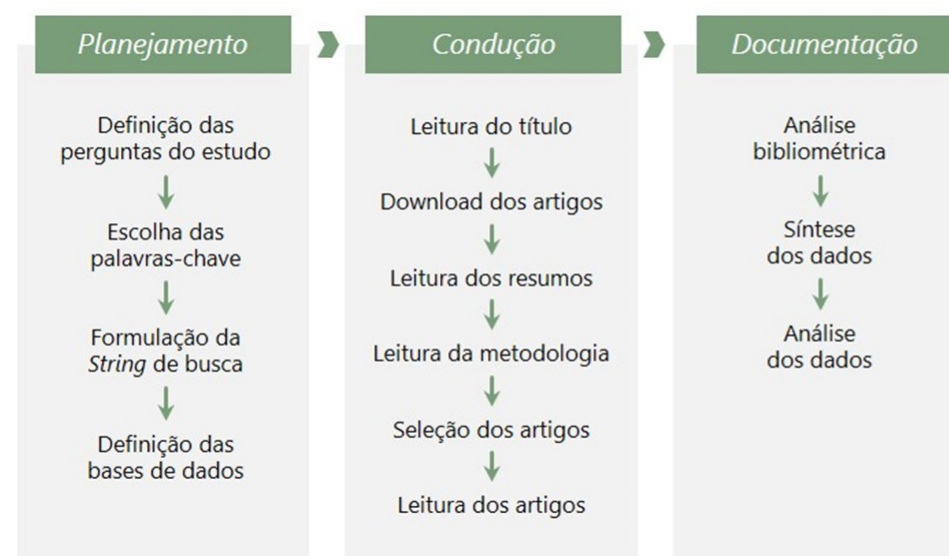 Planejamento
Definição das
perguntas do estudo
Escolha das
palavras-chave
Formulação da
String de busca
Definição das
bases de dados
Condução
Leitura do título
Download dos artigos
Leitura dos resumos
Leitura da metodologia
Seleção dos artigos
Leitura dos artigos
Documentação
Análise
bibliométrica
Síntese
dos dados
Análise
dos dados